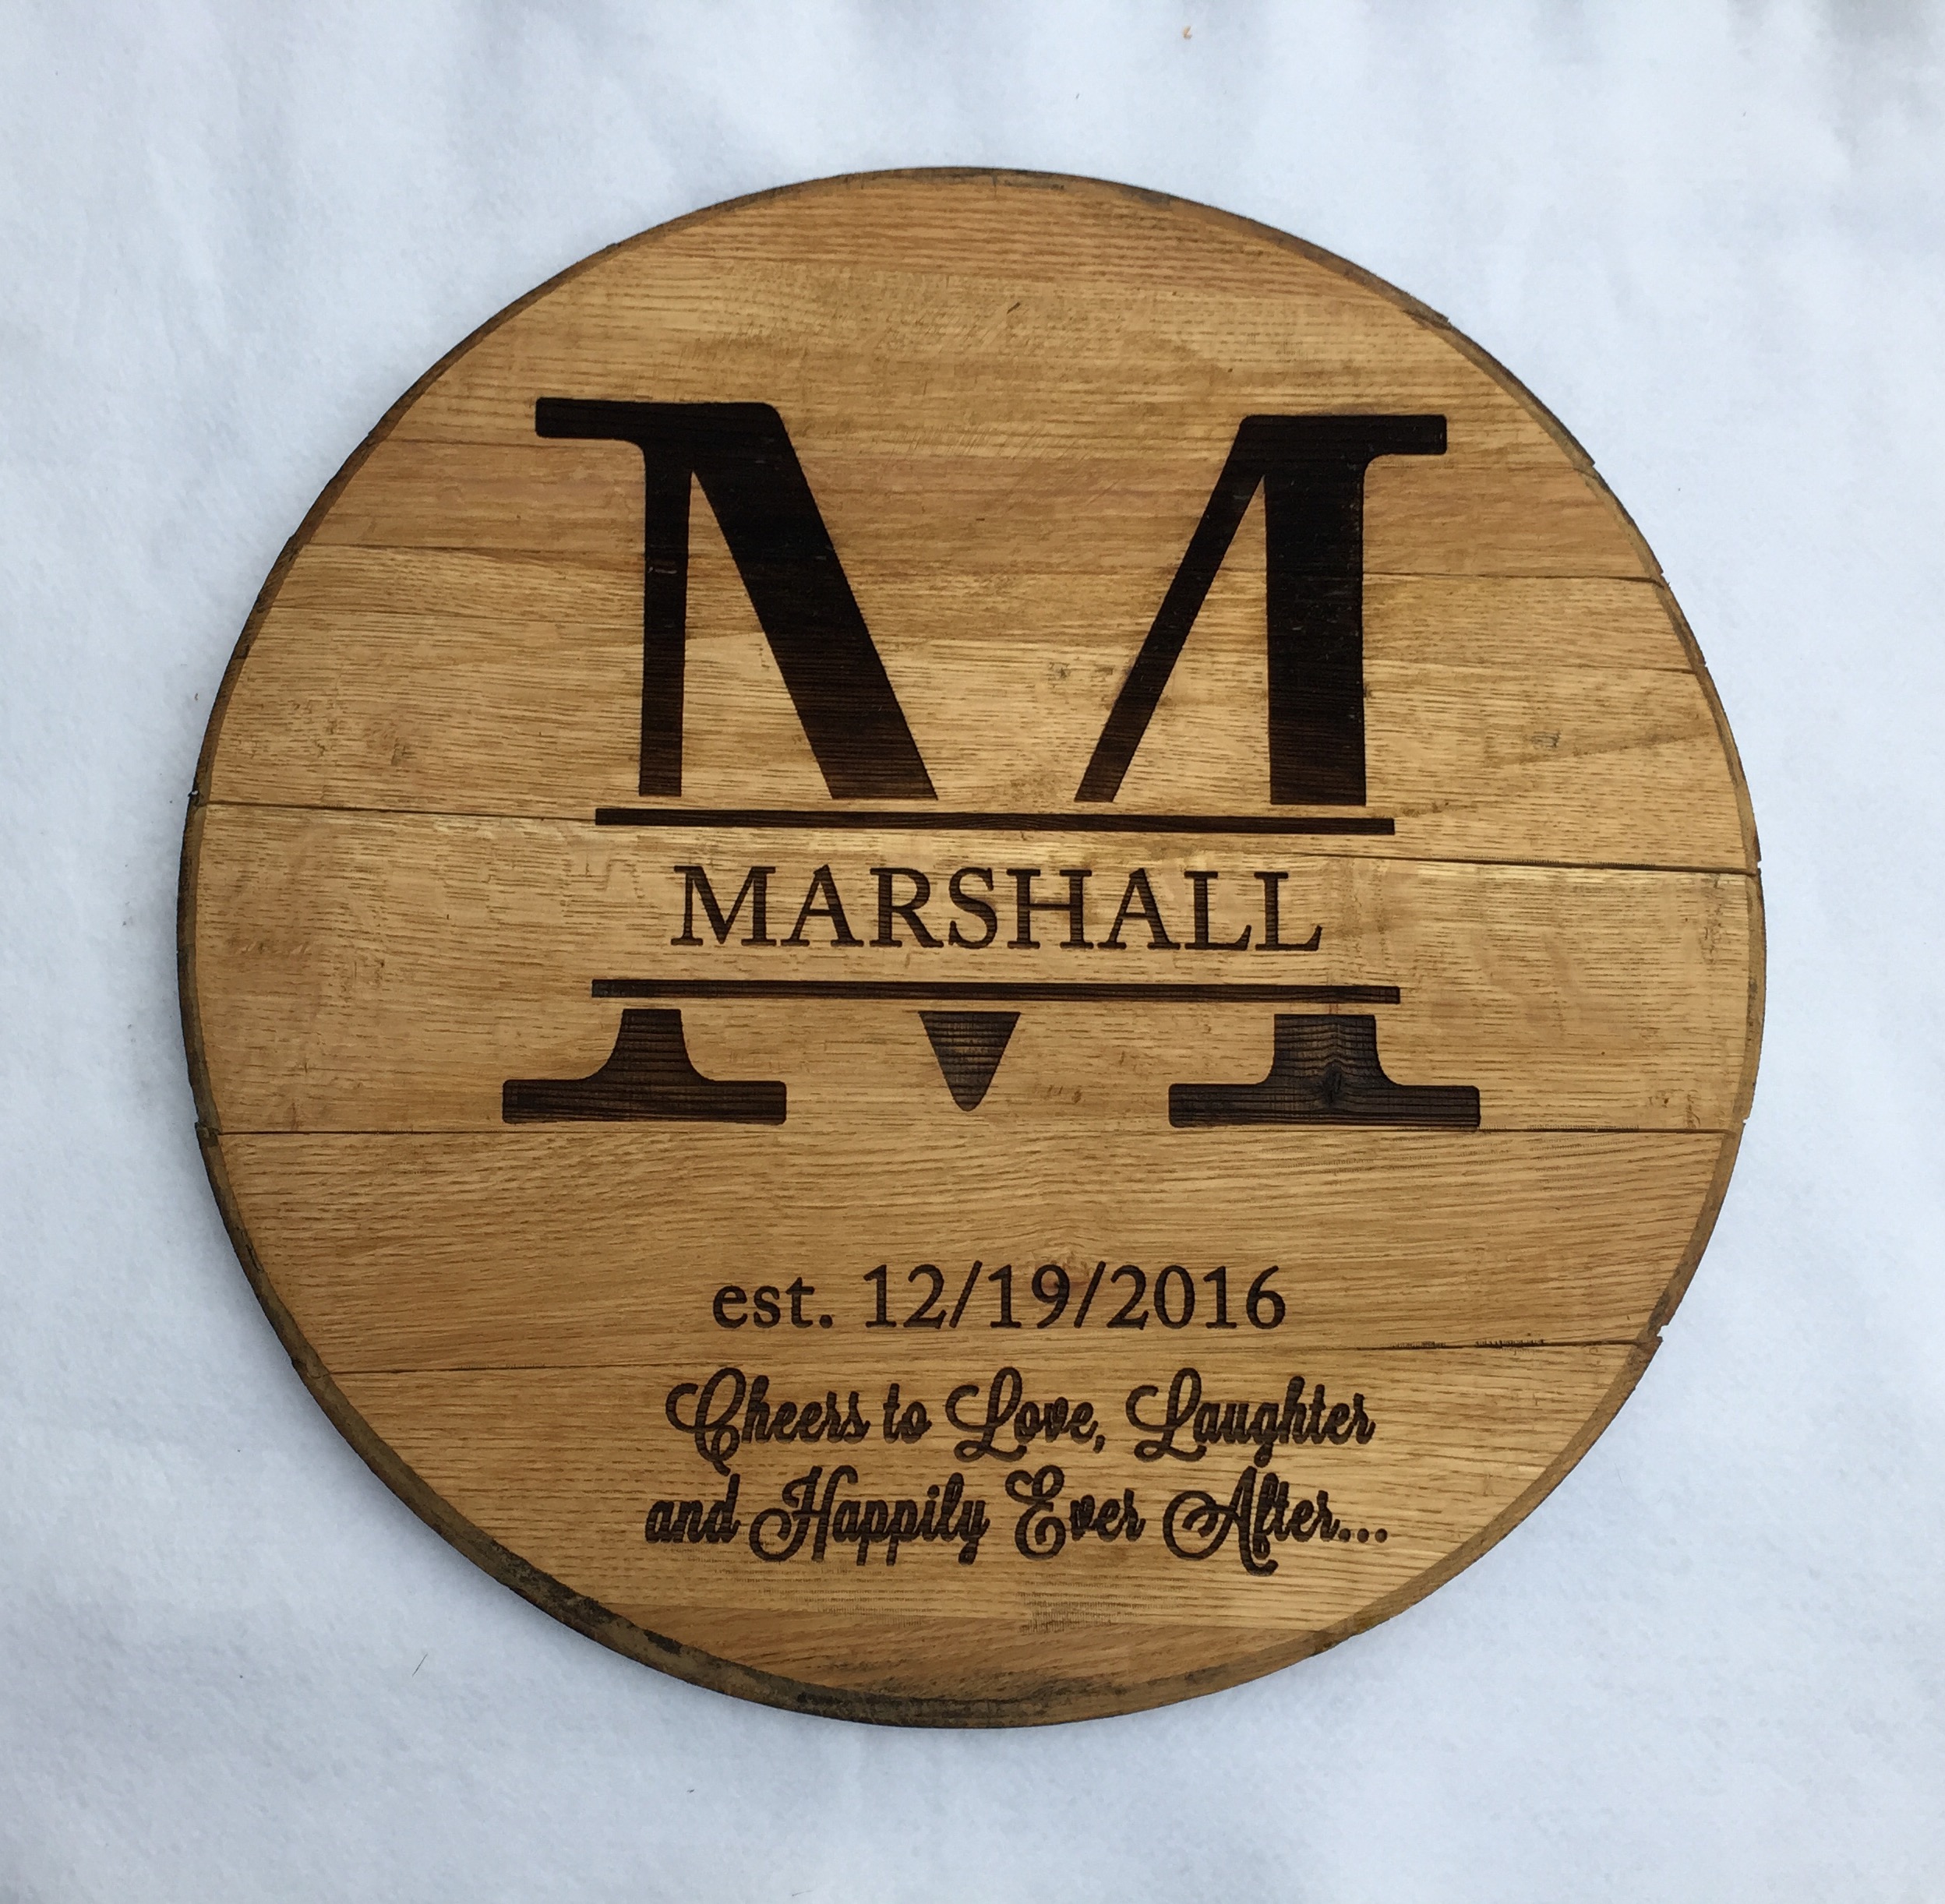 M
MARSHALL
est. 12/19/2016
Cheers to Love, Laughter
and Happily Ever After...